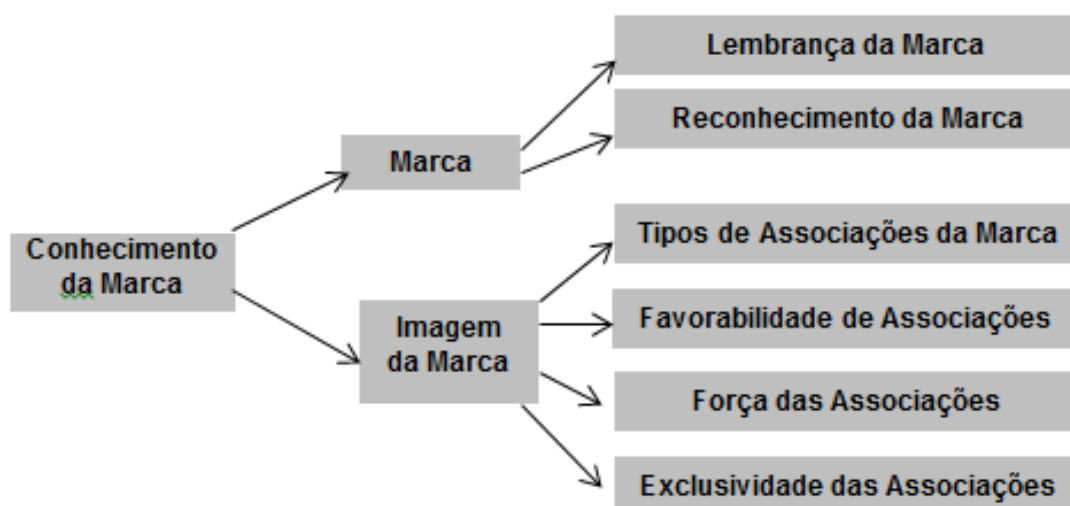 Lembrança da Marca
Reconhecimento da Marca
Marca
Conhecimento
da Marca
Tipos de Associações da Marca
Favorabilidade de Associações
Imagem
da Marca
Força das Associações
Exclusividade das Associações